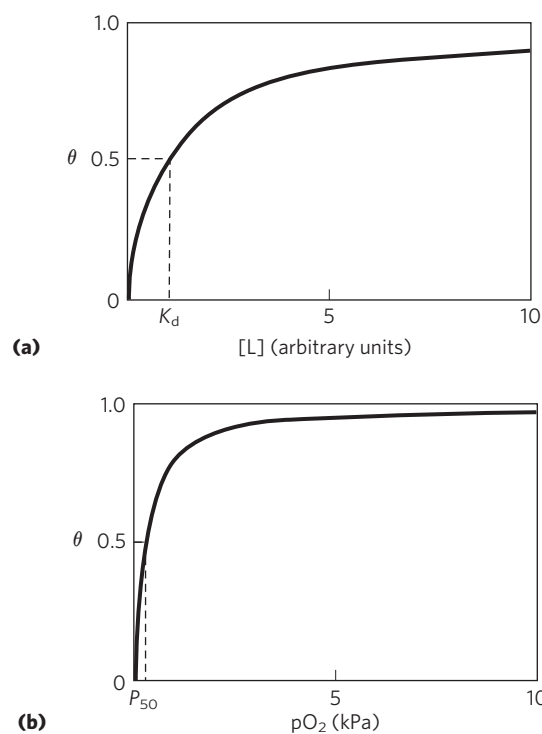 1.0
θ 0.5
0
K_d
5
10
(a)
[L] (arbitrary units)
1.0
θ 0.5
0
P_50
5
10
(b)
pO₂ (kPa)